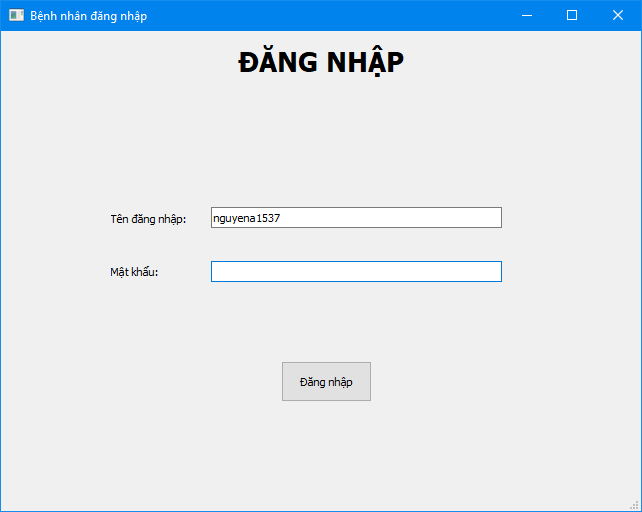 Bệnh nhân đăng nhập
ĐĂNG NHẬP
Tên đăng nhập: nguyena1537
Mật khẩu:
Đăng nhập